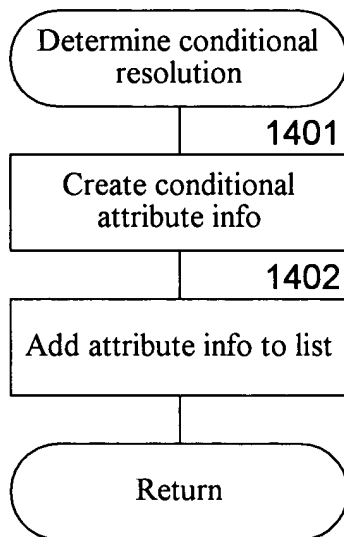 Determine conditional
resolution
1401
Create conditional
attribute info
1402
Add attribute info to list
Return